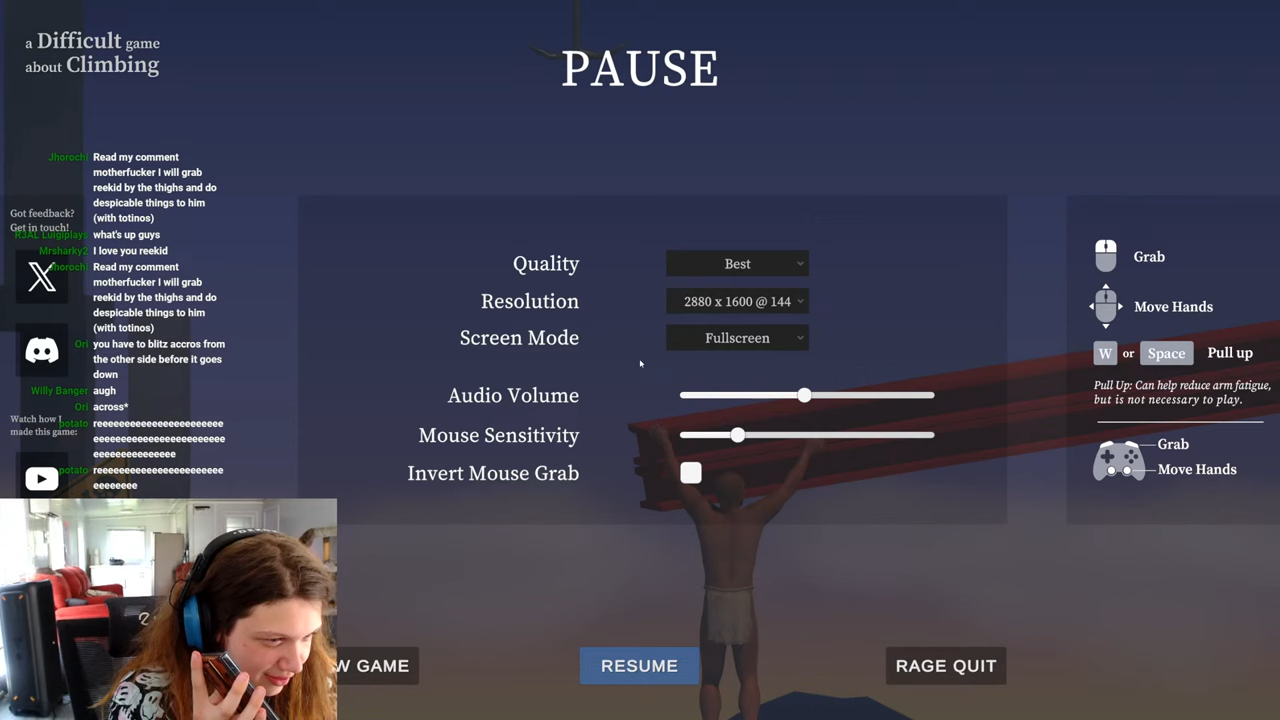 a Difficult game
about Climbing
PAUSE
Jhorochi Read my comment
motherfucker I will grab
reekid by the thighs and do
despicable things to him
(with totinos)
Got feedback?
Get in touch!
R3AL Luigiplays what's up guys
Mrsharky2 I love you reekid
Jhorochi Read my comment
motherfucker I will grab
reekid by the thighs and do
despicable things to him
(with totinos)
Ori you have to blitz accros from
the other side before it goes
down
Willy Banger augh
Ori across*
Watch how I
made this game:
potato reeeeeeeeeeeeeeeeeeeeeee
eeeeeeeeeeeeeeeeeeeeeeee
eeeeeeeeeeeeeee
potato reeeeeeeeeeeeeeeeeeeeeee
eeeeeeee
Quality Best
Resolution 2880 x 1600 @ 144
Screen Mode Fullscreen
Audio Volume
Mouse Sensitivity
Invert Mouse Grab
Grab
Move Hands
W or Space Pull up
Pull Up: Can help reduce arm fatigue,
but is not necessary to play.
Grab
Move Hands
W GAME
RESUME
RAGE QUIT